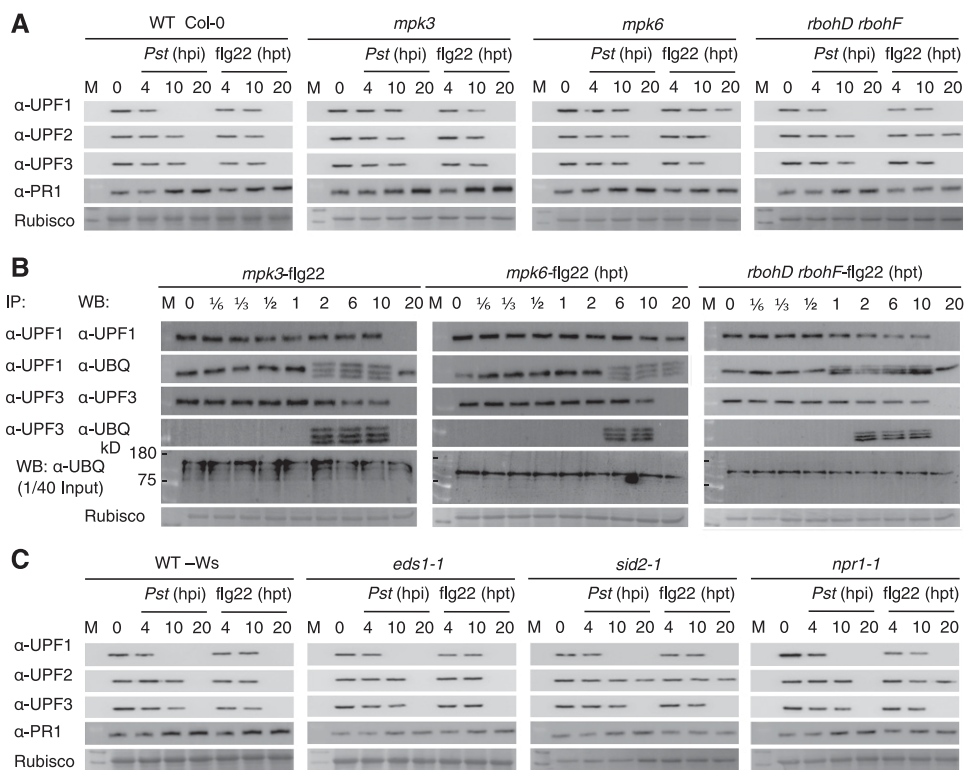 A
WT Col-0 mpk3 mpk6 rbohD rbohF
Pst (hpi) flg22 (hpt) Pst (hpi) flg22 (hpt) Pst (hpi) flg22 (hpt) Pst (hpi) flg22 (hpt)
M 0 4 10 20 4 10 20 M 0 4 10 20 4 10 20 M 0 4 10 20 4 10 20 M 0 4 10 20 4 10 20
α-UPF1
α-UPF2
α-UPF3
α-PR1
Rubisco
B
mpk3-flg22 mpk6-flg22 (hpt) rbohD rbohF-flg22 (hpt)
IP: WB: M 0 ⅙ ⅓ ½ 1 2 6 10 20 M 0 ⅙ ⅓ ½ 1 2 6 10 20 M 0 ⅙ ⅓ ½ 1 2 6 10 20
α-UPF1 α-UPF1
α-UPF1 α-UBQ
α-UPF3 α-UPF3
α-UPF3 α-UBQ
kD
180
WB: α-UBQ
75
(1/40 Input)
Rubisco
C
WT –Ws eds1-1 sid2-1 npr1-1
Pst (hpi) flg22 (hpt) Pst (hpi) flg22 (hpt) Pst (hpi) flg22 (hpt) Pst (hpi) flg22 (hpt)
M 0 4 10 20 4 10 20 M 0 4 10 20 4 10 20 M 0 4 10 20 4 10 20 M 0 4 10 20 4 10 20
α-UPF1
α-UPF2
α-UPF3
α-PR1
Rubisco